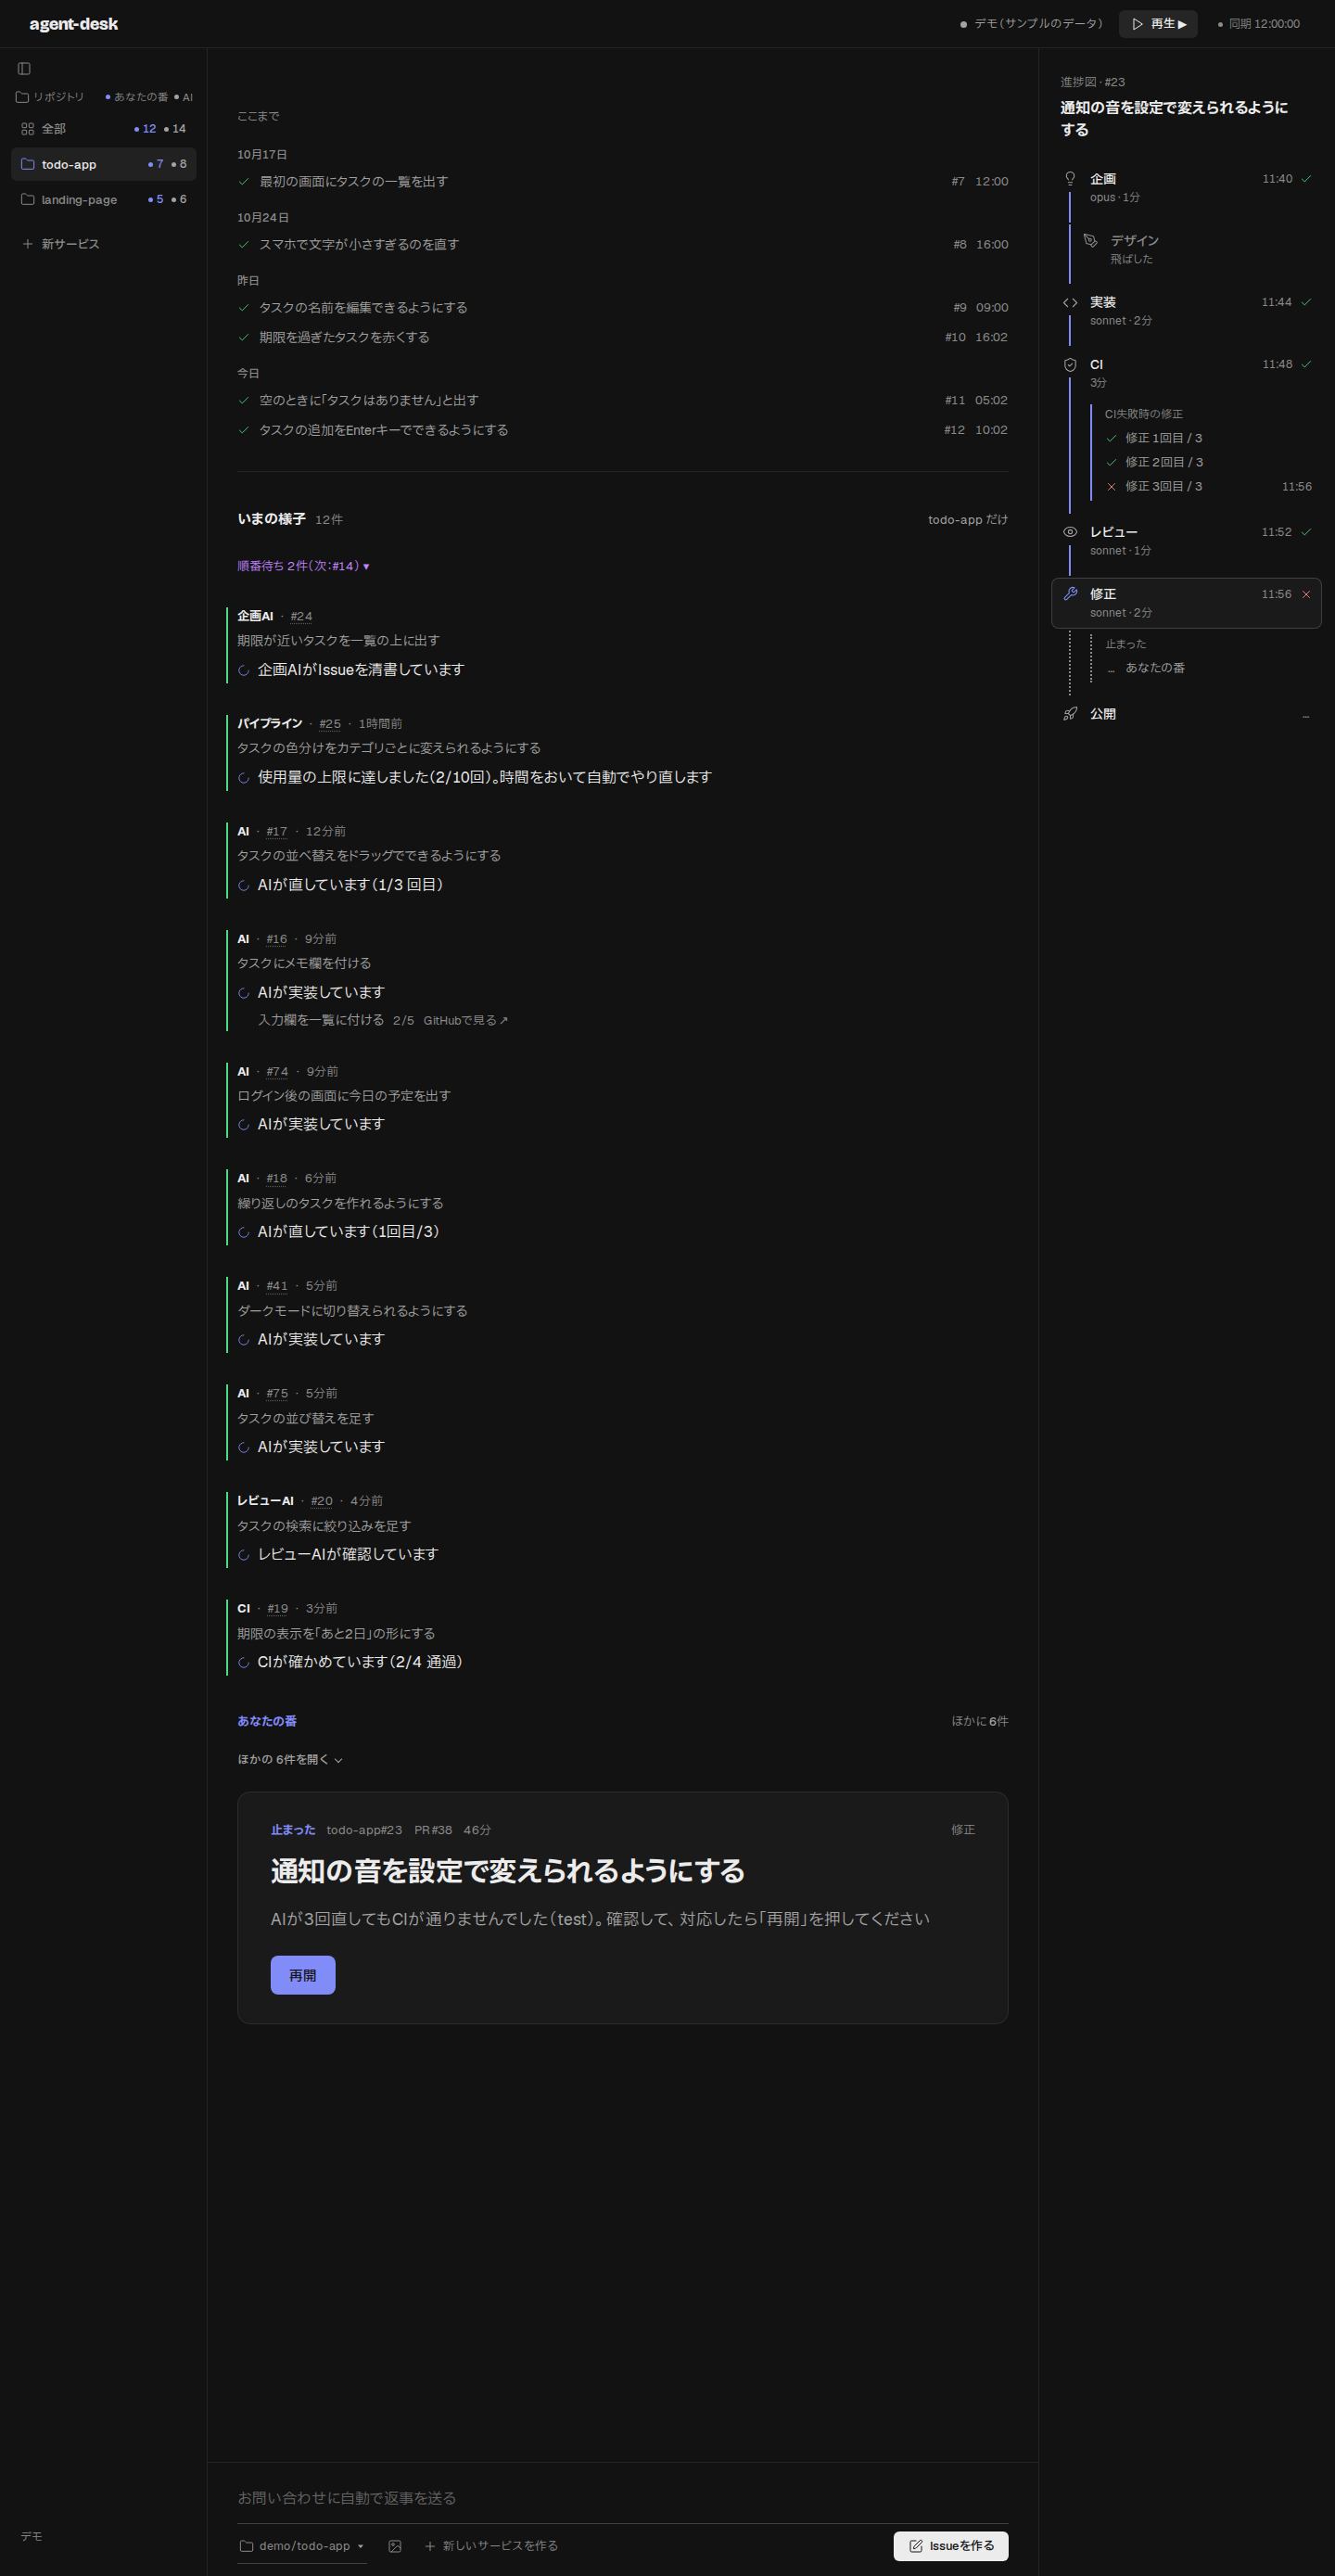 agent-desk
デモ（サンプルのデータ）
再生 ▶
同期 12:00:00
リポジトリ
あなたの番
AI
全部
12
14
todo-app
7
8
landing-page
5
6
新サービス
デモ
ここまで
10月17日
最初の画面にタスクの一覧を出す #7 12:00
10月24日
スマホで文字が小さすぎるのを直す #8 16:00
昨日
タスクの名前を編集できるようにする #9 09:00
期限を過ぎたタスクを赤くする #10 16:02
今日
空のときに「タスクはありません」と出す #11 05:02
タスクの追加をEnterキーでできるようにする #12 10:02
いまの様子 12件
todo-app だけ
順番待ち 2件（次：#14）▾
企画AI · #24
期限が近いタスクを一覧の上に出す
企画AIがIssueを清書しています
パイプライン · #25 · 1時間前
タスクの色分けをカテゴリごとに変えられるようにする
使用量の上限に達しました（2/10回）。時間をおいて自動でやり直します
AI · #17 · 12分前
タスクの並べ替えをドラッグでできるようにする
AIが直しています（1/3 回目）
AI · #16 · 9分前
タスクにメモ欄を付ける
AIが実装しています
入力欄を一覧に付ける 2/5 GitHubで見る ↗
AI · #74 · 9分前
ログイン後の画面に今日の予定を出す
AIが実装しています
AI · #18 · 6分前
繰り返しのタスクを作れるようにする
AIが直しています（1回目/3）
AI · #41 · 5分前
ダークモードに切り替えられるようにする
AIが実装しています
AI · #75 · 5分前
タスクの並び替えを足す
AIが実装しています
レビューAI · #20 · 4分前
タスクの検索に絞り込みを足す
レビューAIが確認しています
CI · #19 · 3分前
期限の表示を「あと2日」の形にする
CIが確かめています（2/4 通過）
あなたの番
ほかに 6件
ほかの 6件を開く
止まった todo-app#23 PR#38 46分
修正
通知の音を設定で変えられるようにする
AIが3回直してもCIが通りませんでした（test）。確認して、対応したら「再開」を押してください
再開
お問い合わせに自動で返事を送る
demo/todo-app
新しいサービスを作る
Issueを作る
進捗図 · #23
通知の音を設定で変えられるように
する
企画 11:40
opus · 1分
デザイン
飛ばした
実装 11:44
sonnet · 2分
CI 11:48
3分
CI失敗時の修正
修正 1回目 / 3
修正 2回目 / 3
修正 3回目 / 3 11:56
レビュー 11:52
sonnet · 1分
修正 11:56
sonnet · 2分
止まった
… あなたの番
公開 …